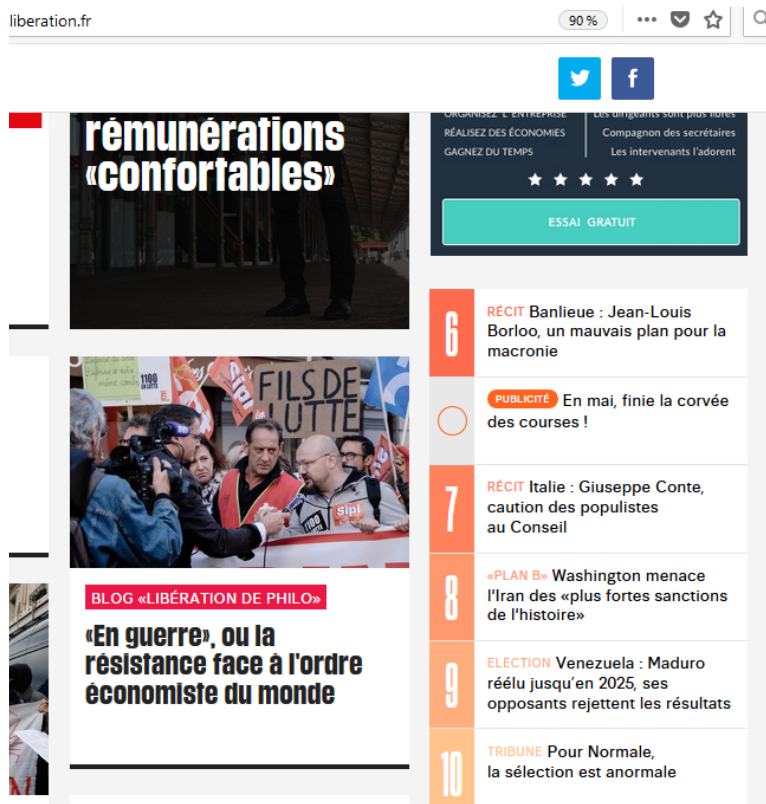 liberation.fr
90 %
rémunérations
«confortables»
ORGANISEZ L'ENTREPRISE
Les dirigeants sont plus libres
RÉALISEZ DES ÉCONOMIES
Compagnon des secrétaires
GAGNEZ DU TEMPS
Les intervenants l'adorent
ESSAI GRATUIT
6
RÉCIT Banlieue : Jean-Louis
Borloo, un mauvais plan pour la
macronie
PUBLICITÉ En mai, finie la corvée
des courses !
7
RÉCIT Italie : Giuseppe Conte,
caution des populistes
au Conseil
8
«PLAN B» Washington menace
l'Iran des «plus fortes sanctions
de l'histoire»
9
ELECTION Venezuela : Maduro
réélu jusqu'en 2025, ses
opposants rejettent les résultats
10
TRIBUNE Pour Normale,
la sélection est anormale
1100
EN LUTTE
Sipl
FILS DE
LUTTE
Sipl
BLOG «LIBÉRATION DE PHILO»
«En guerre», ou la
résistance face à l'ordre
économiste du monde